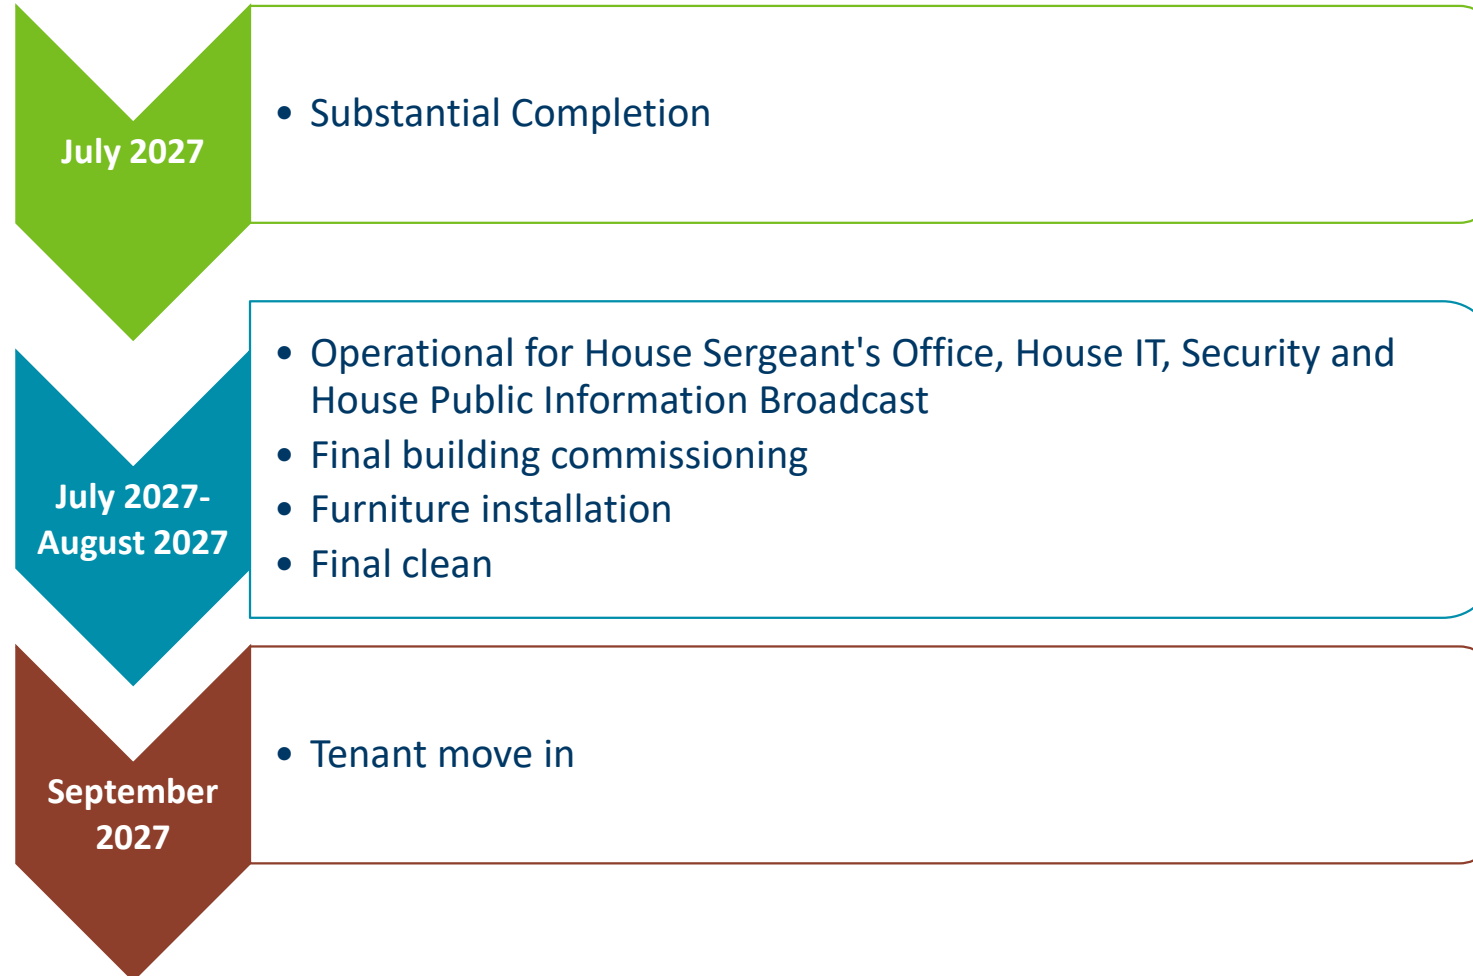 July 2027
• Substantial Completion
July 2027-
August 2027
• Operational for House Sergeant's Office, House IT, Security and
House Public Information Broadcast
• Final building commissioning
• Furniture installation
• Final clean
September
2027
• Tenant move in